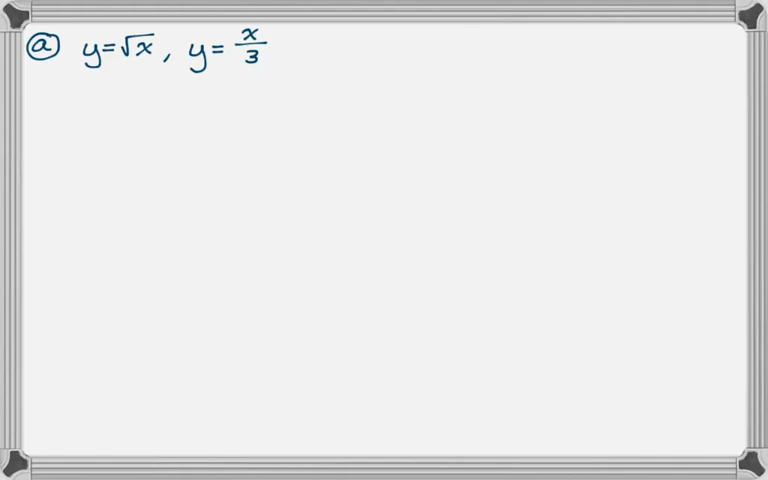 ⓐ y=√x, y=x/3